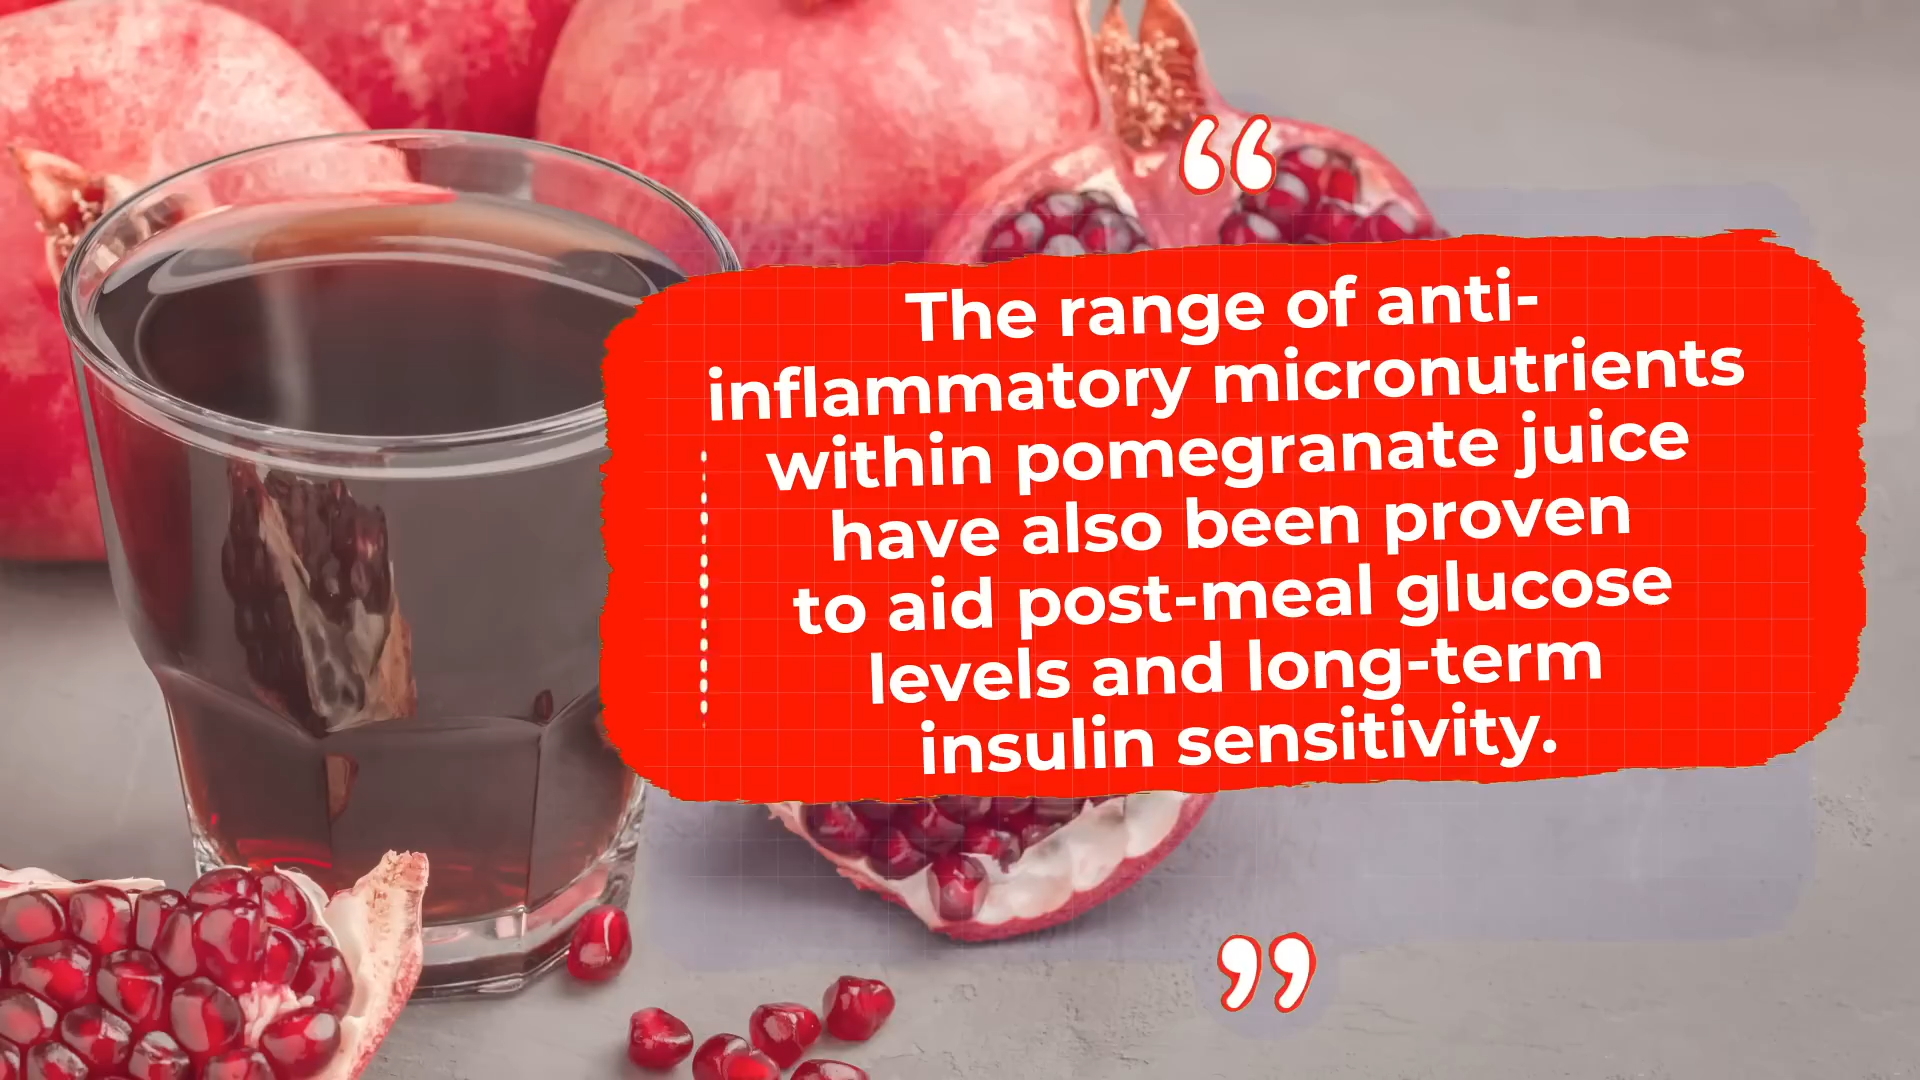 “
The range of anti-
inflammatory micronutrients
within pomegranate juice
have also been proven
to aid post-meal glucose
levels and long-term
insulin sensitivity.
”